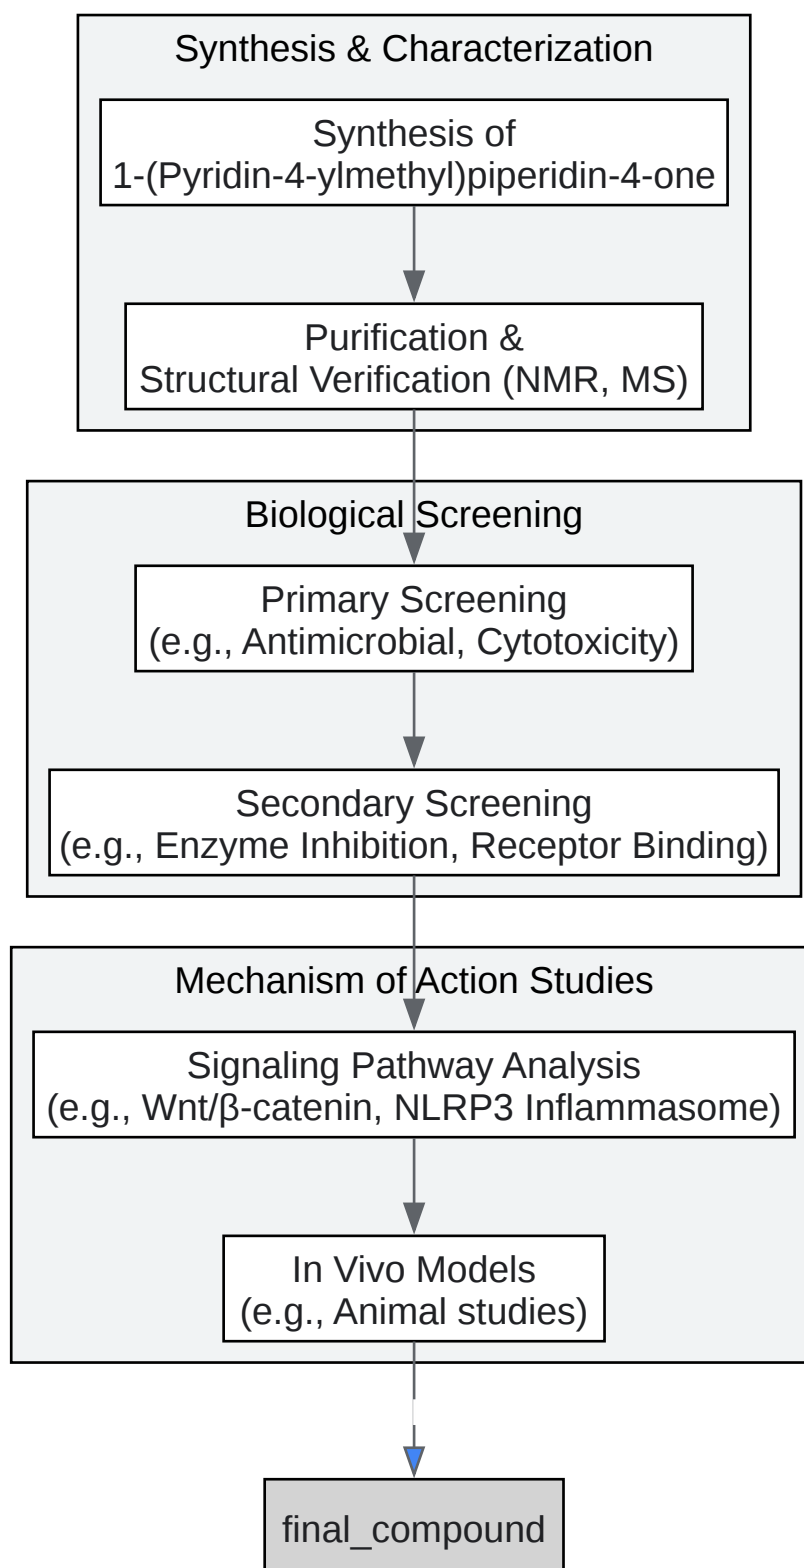 Synthesis & Characterization
Synthesis of
1-(Pyridin-4-ylmethyl)piperidin-4-one
Purification &
Structural Verification (NMR, MS)
Biological Screening
Primary Screening
(e.g., Antimicrobial, Cytotoxicity)
Secondary Screening
(e.g., Enzyme Inhibition, Receptor Binding)
Mechanism of Action Studies
Signaling Pathway Analysis
(e.g., Wnt/β-catenin, NLRP3 Inflammasome)
In Vivo Models
(e.g., Animal studies)
final_compound